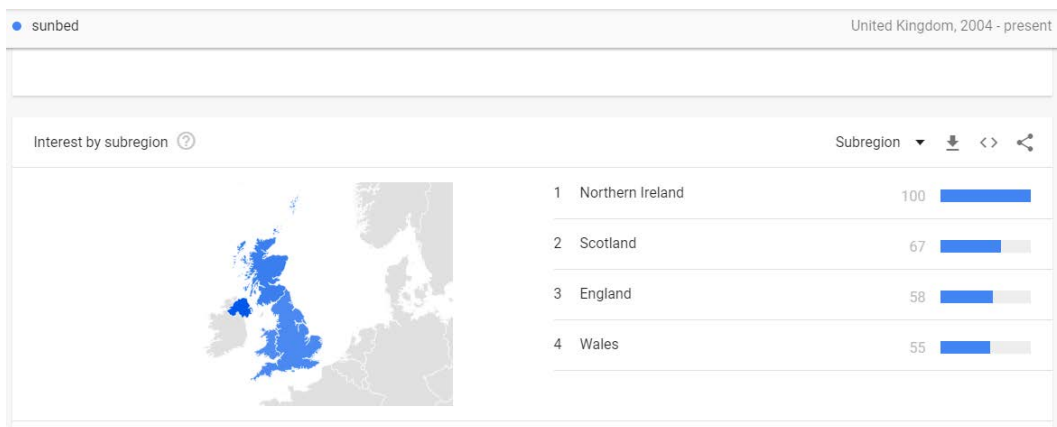 sunbed United Kingdom, 2004 - present
Interest by subregion ? Subregion
1 Northern Ireland 100
2 Scotland 67
3 England 58
4 Wales 55